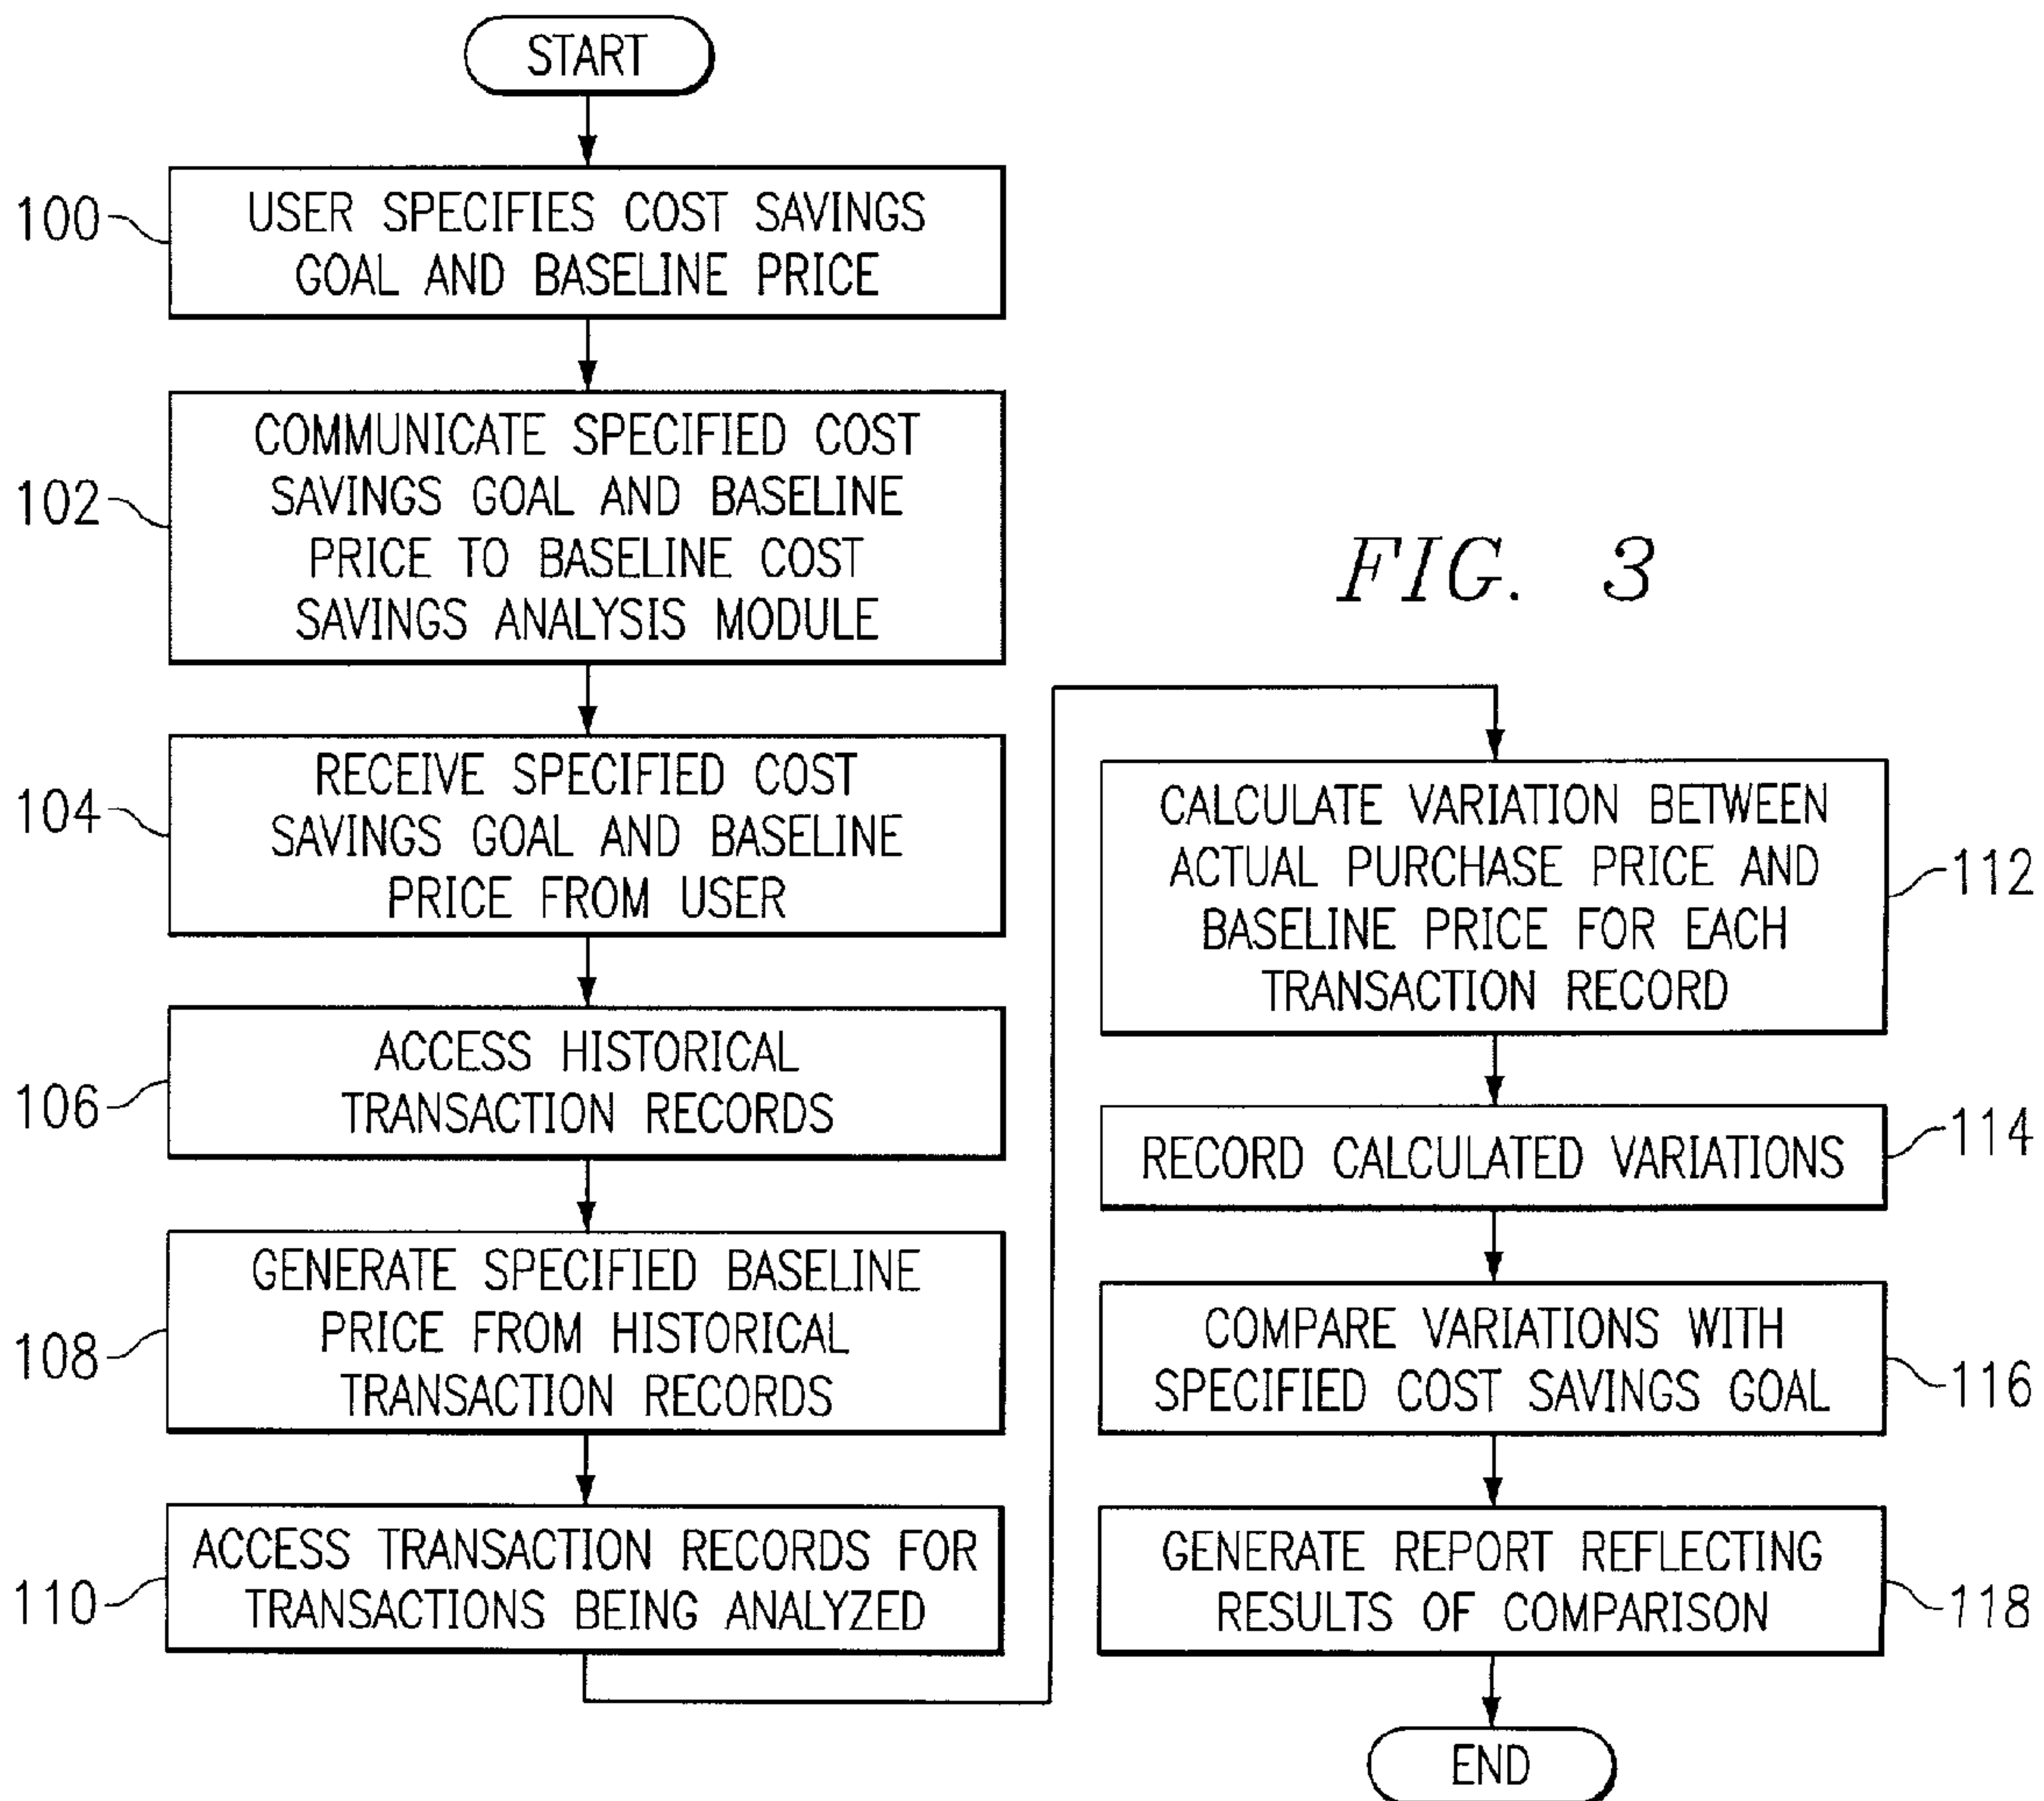 START
100
USER SPECIFIES COST SAVINGS
GOAL AND BASELINE PRICE
102
COMMUNICATE SPECIFIED COST
SAVINGS GOAL AND BASELINE
PRICE TO BASELINE COST
SAVINGS ANALYSIS MODULE
104
RECEIVE SPECIFIED COST
SAVINGS GOAL AND BASELINE
PRICE FROM USER
106
ACCESS HISTORICAL
TRANSACTION RECORDS
108
GENERATE SPECIFIED BASELINE
PRICE FROM HISTORICAL
TRANSACTION RECORDS
110
ACCESS TRANSACTION RECORDS FOR
TRANSACTIONS BEING ANALYZED
FIG. 3
CALCULATE VARIATION BETWEEN
ACTUAL PURCHASE PRICE AND
BASELINE PRICE FOR EACH
TRANSACTION RECORD
112
RECORD CALCULATED VARIATIONS
114
COMPARE VARIATIONS WITH
SPECIFIED COST SAVINGS GOAL
116
GENERATE REPORT REFLECTING
RESULTS OF COMPARISON
118
END